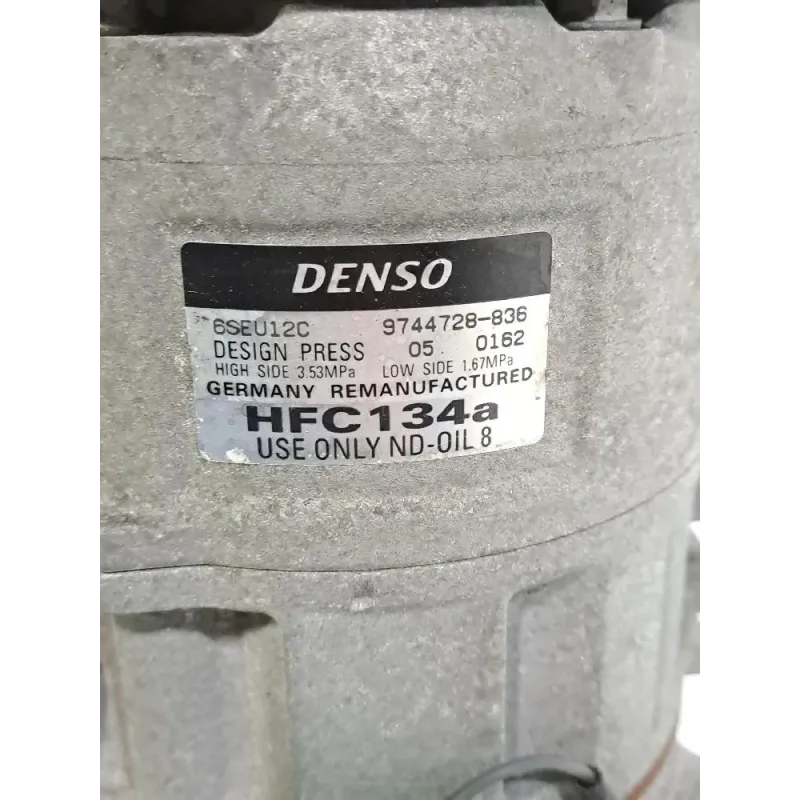 DENSO
6SEU12C 9744728-836
DESIGN PRESS 05 0162
HIGH SIDE 3.53MPa LOW SIDE 1.67MPa
GERMANY REMANUFACTURED
HFC134a
USE ONLY ND-OIL 8